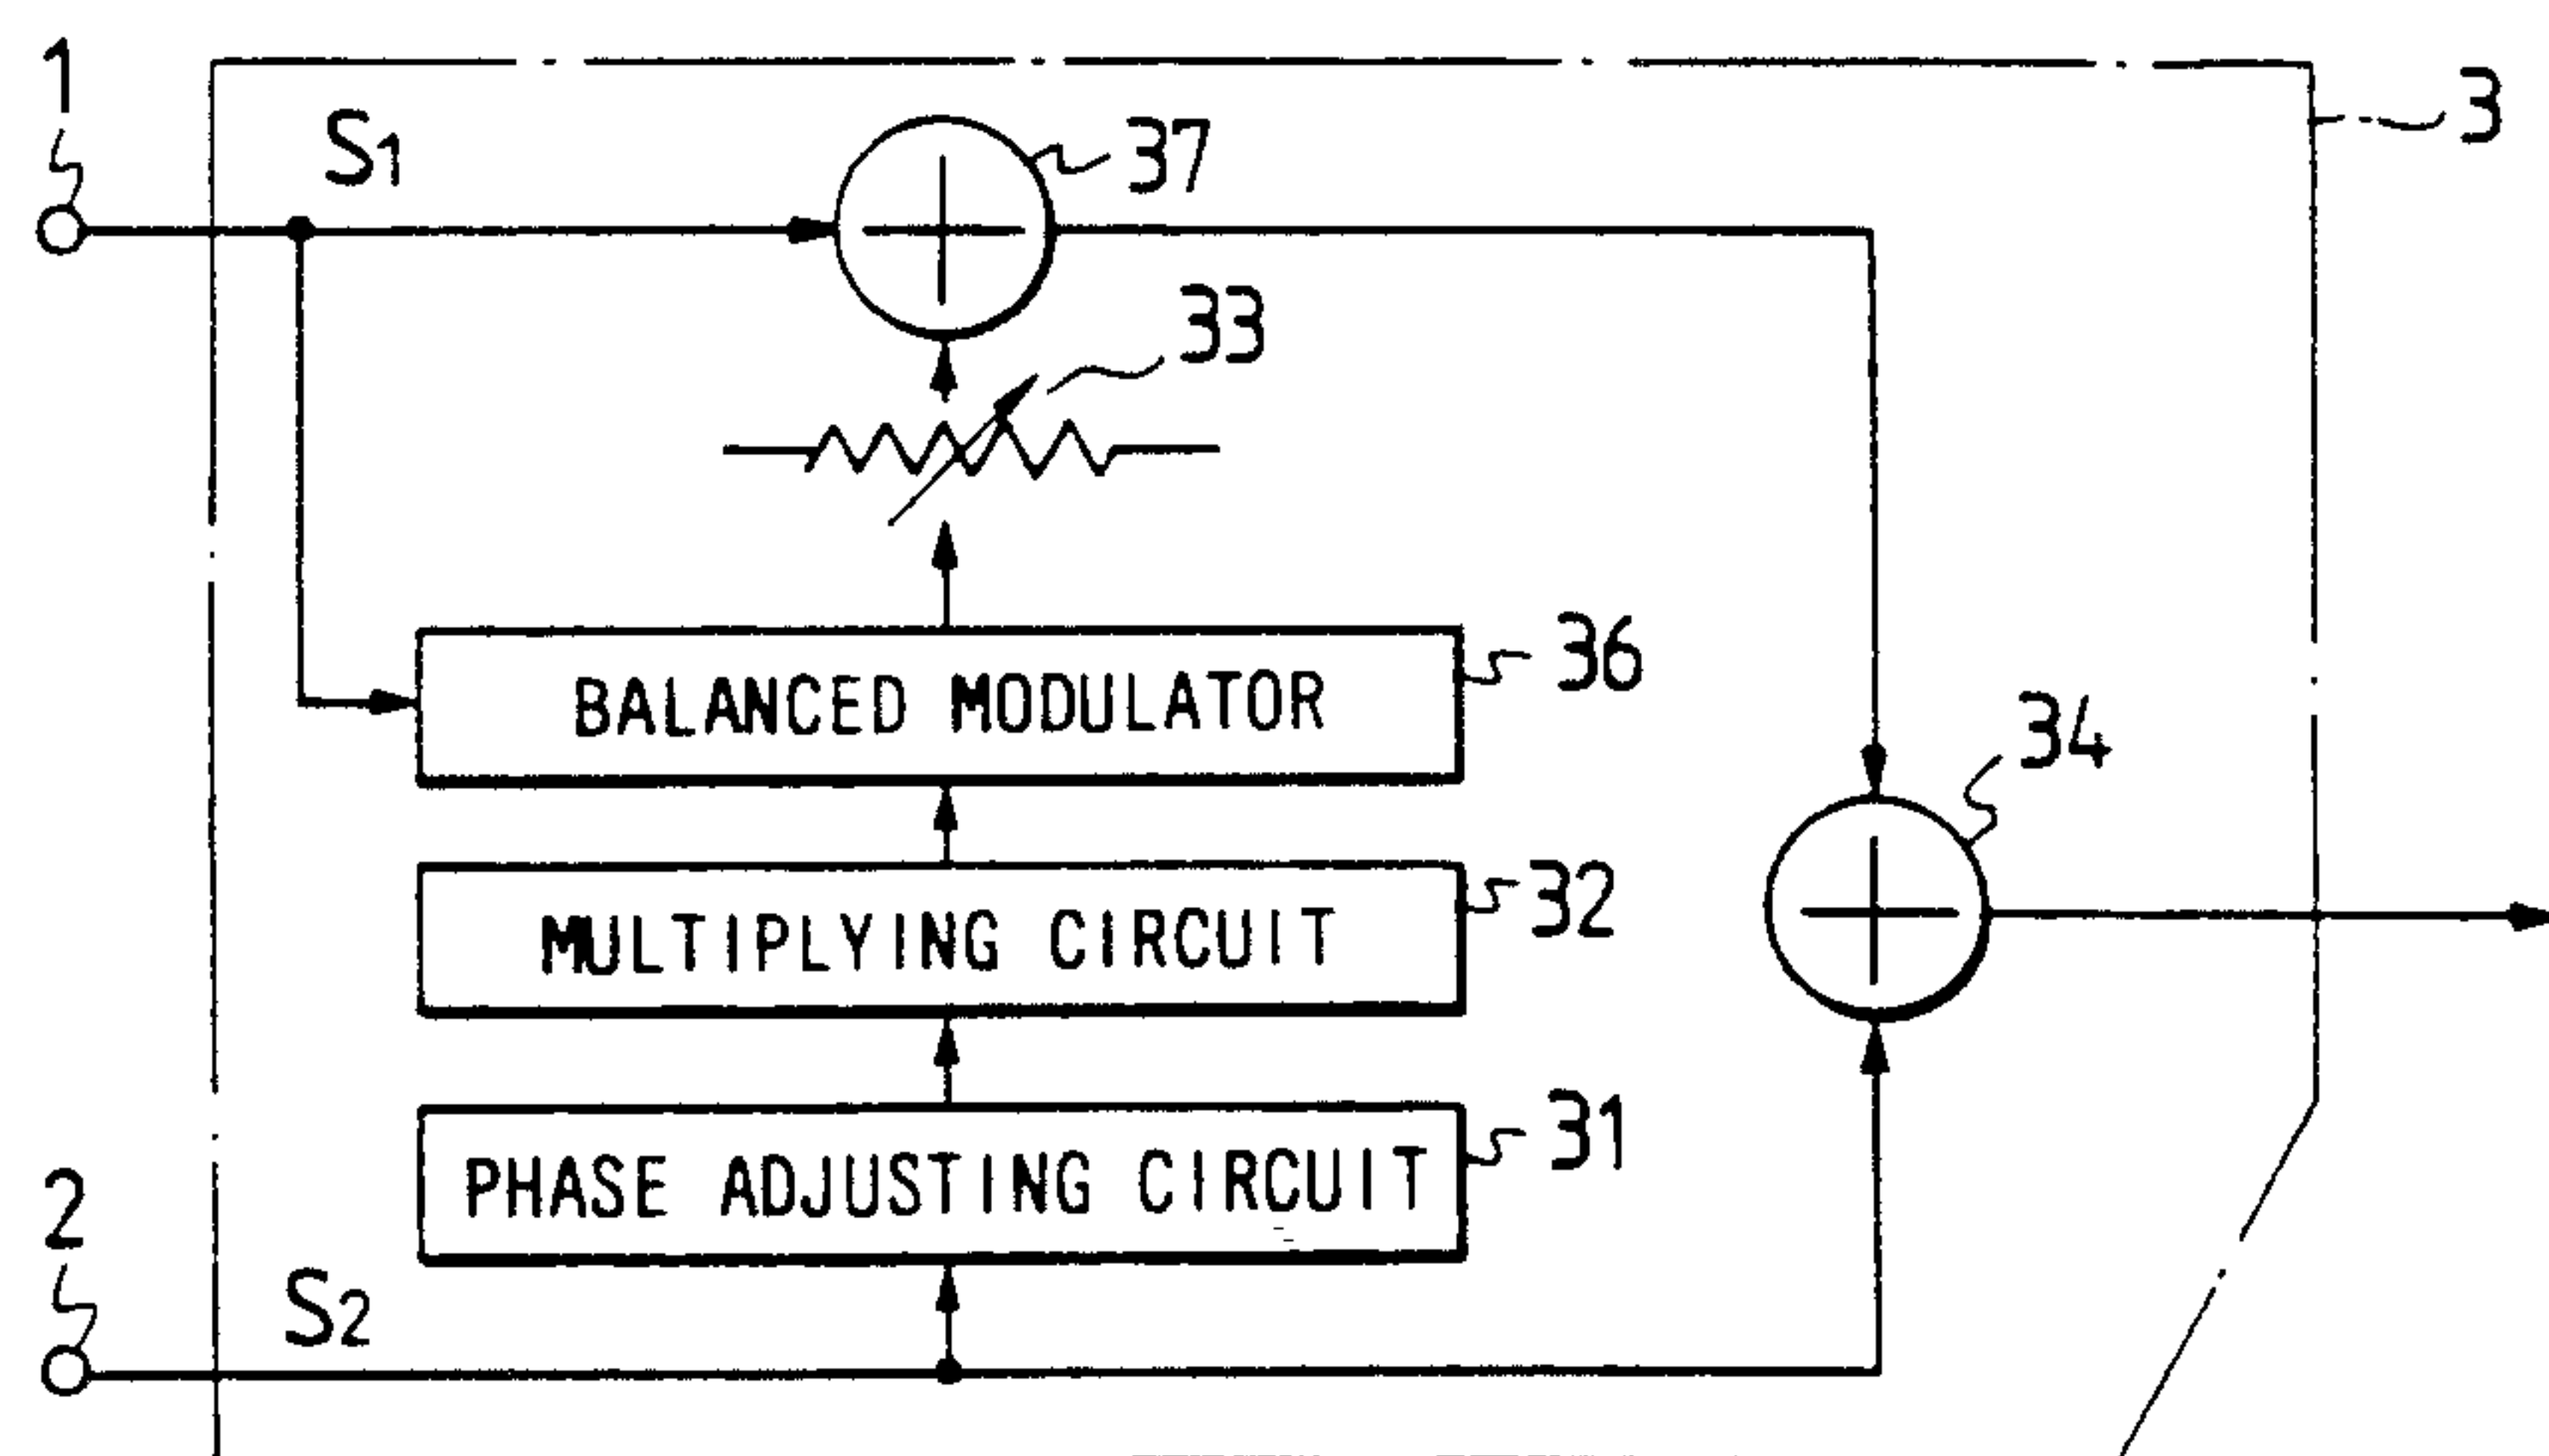 1
S1
37
3
33
BALANCED MODULATOR
36
34
MULTIPLYING CIRCUIT
32
PHASE ADJUSTING CIRCUIT
31
2
S2